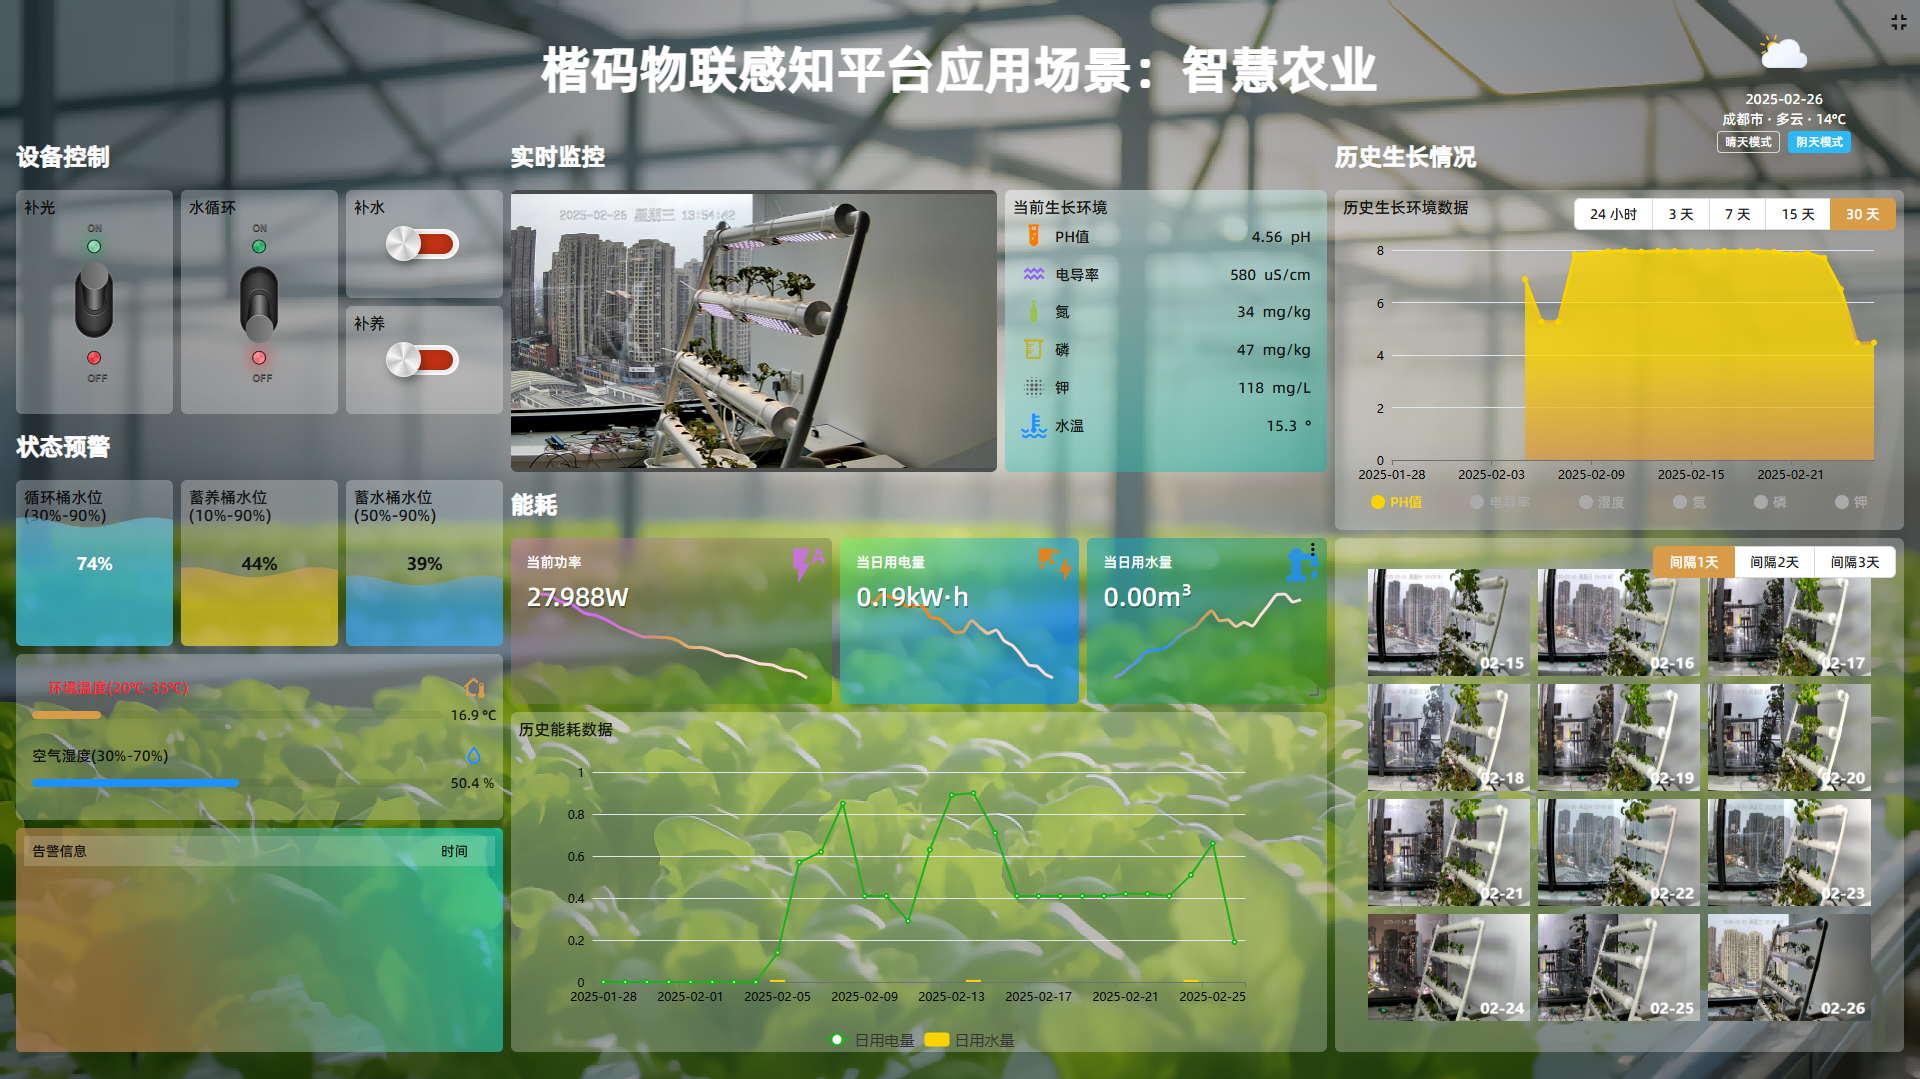 楷码物联感知平台应用场景：智慧农业
2025-02-26
成都市 · 多云 · 14°C
晴天模式 阴天模式
设备控制
补光
ON
OFF
水循环
ON
OFF
补水
补养
状态预警
循环桶水位
(30%-90%)
74%
蓄养桶水位
(10%-90%)
44%
蓄水桶水位
(50%-90%)
39%
环境温度(20°C-35°C)
16.9 °C
空气湿度(30%-70%)
50.4 %
告警信息 时间
实时监控
2025-02-26 星期三 13:54:42
当前生长环境
PH值 4.56 pH
电导率 580 uS/cm
氮 34 mg/kg
磷 47 mg/kg
钾 118 mg/L
水温 15.3 °
能耗
当前功率
27.988W
当日用电量
0.19kW·h
当日用水量
0.00m³
历史能耗数据
1
0.8
0.6
0.4
0.2
0
2025-01-28 2025-02-01 2025-02-05 2025-02-09 2025-02-13 2025-02-17 2025-02-21 2025-02-25
日用电量 日用水量
历史生长情况
历史生长环境数据
24 小时 3 天 7 天 15 天 30 天
8
6
4
2
0
2025-01-28 2025-02-03 2025-02-09 2025-02-15 2025-02-21
PH值 电导率 湿度 氮 磷 钾
间隔1天 间隔2天 间隔3天
02-15 02-16 02-17
02-18 02-19 02-20
02-21 02-22 02-23
02-24 02-25 02-26